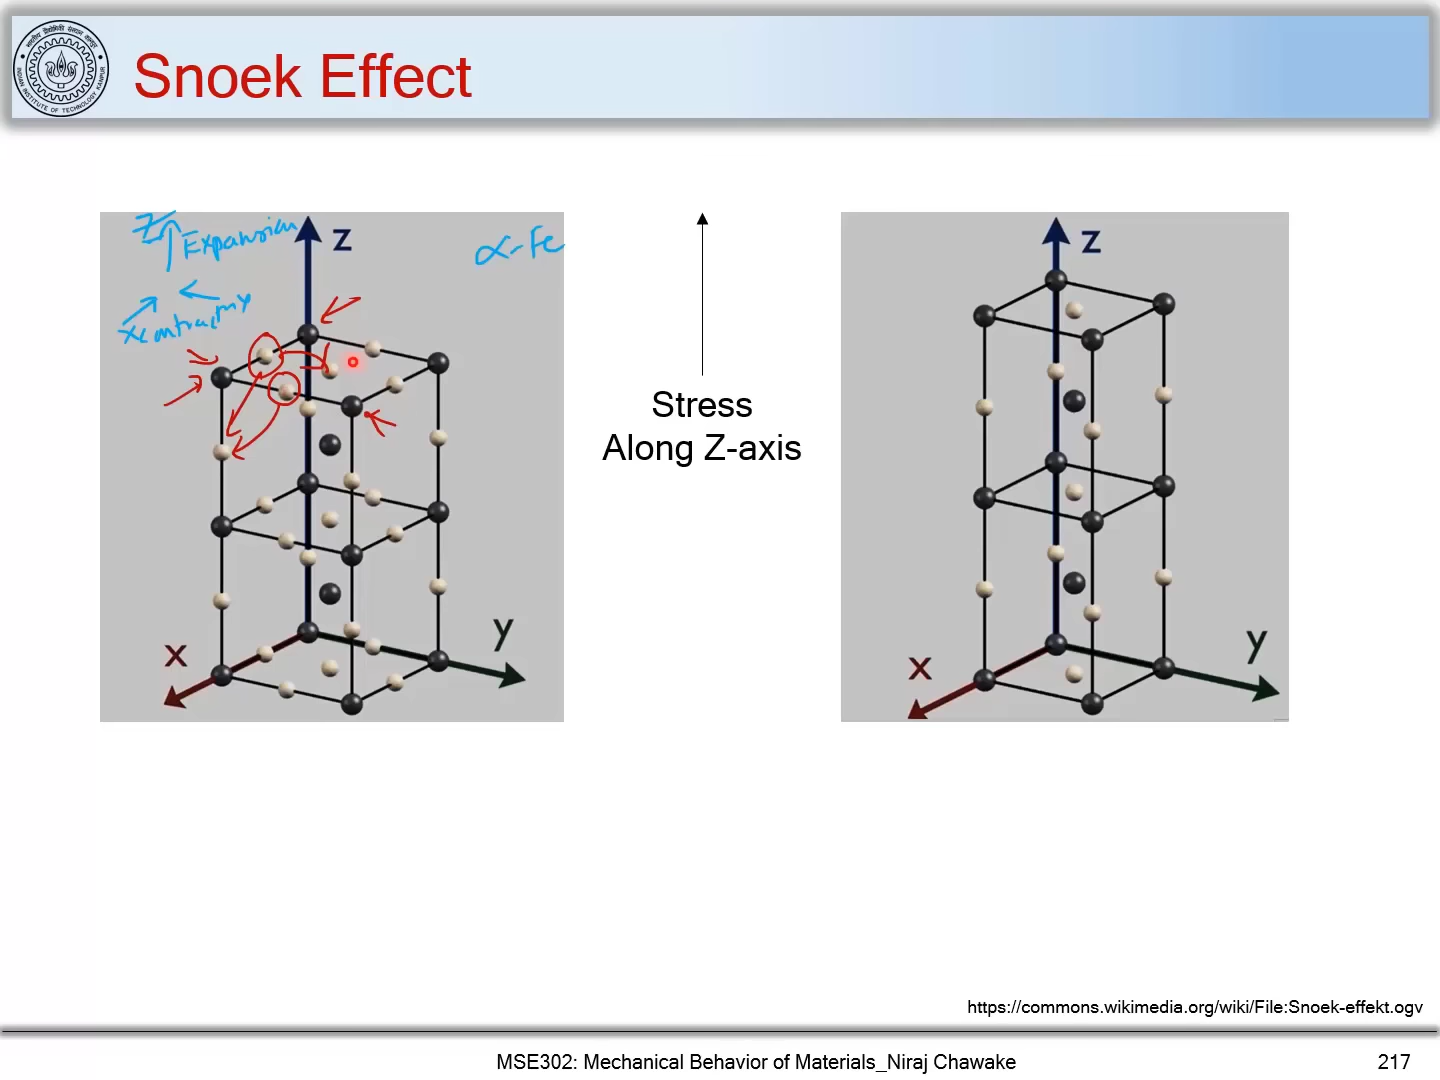 Snoek Effect
Z
Expansion
α-Fe
z
x
y
Stress
Along Z-axis
z
x
y
https://commons.wikimedia.org/wiki/File:Snoek-effekt.ogv
MSE302: Mechanical Behavior of Materials_Niraj Chawake
217